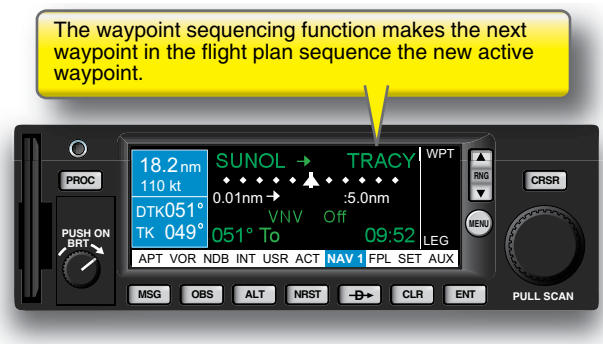 The waypoint sequencing function makes the next
waypoint in the flight plan sequence the new active
waypoint.
PROC
PUSH ON
BRT
18.2nm
110 kt
DTK051°
TK 049°
SUNOL → TRACY
0.01nm → :5.0nm
VNV Off
051° To 09:52
WPT
LEG
APT VOR NDB INT USR ACT NAV 1 FPL SET AUX
RNG
MENU
CRSR
MSG OBS ALT NRST D CLR ENT
PULL SCAN